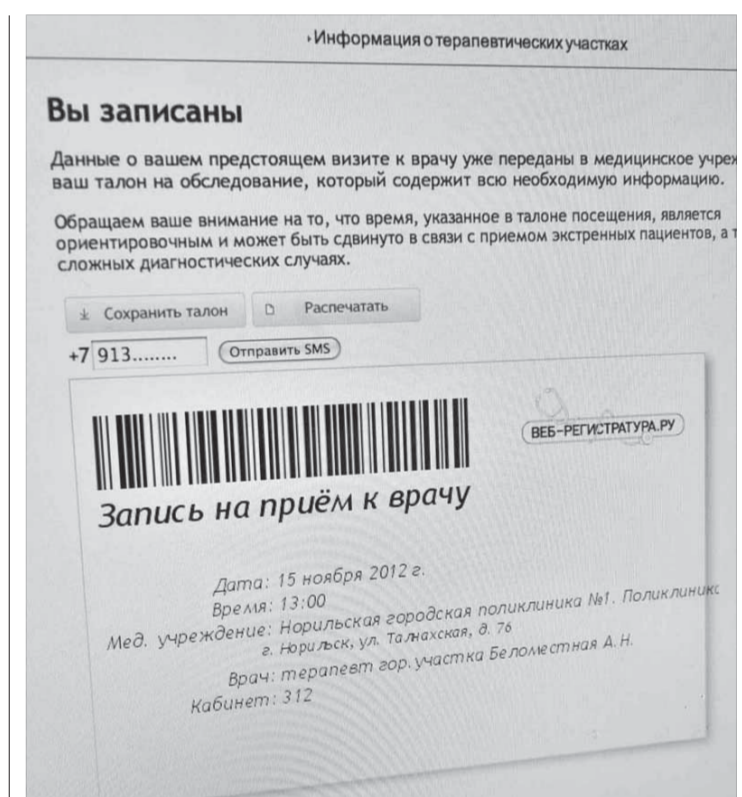 Информация о терапевтических участках
Вы записаны
Данные о вашем предстоящем визите к врачу уже переданы в медицинское
ваш талон на обследование, который содержит всю необходимую информацию.
Обращаем ваше внимание на то, что время, указанное в талоне посещения, является
ориентировочным и может быть сдвинуто в связи с приемом экстренных пациентов, а
сложных диагностических случаях.
Сохранить талон Распечатать
+7 913........ Отправить SMS
ВЕБ-РЕГИСТРАТУРА.РУ
Запись на приём к врачу
Дата: 15 ноября 2012 г.
Время: 13:00
Мед. учреждение: Норильская городская поликлиника №1. Поликлиника
г. Норильск, ул. Талнахская, д. 76
Врач: терапевт гор.участка Беломестная А.Н.
Кабинет: 312